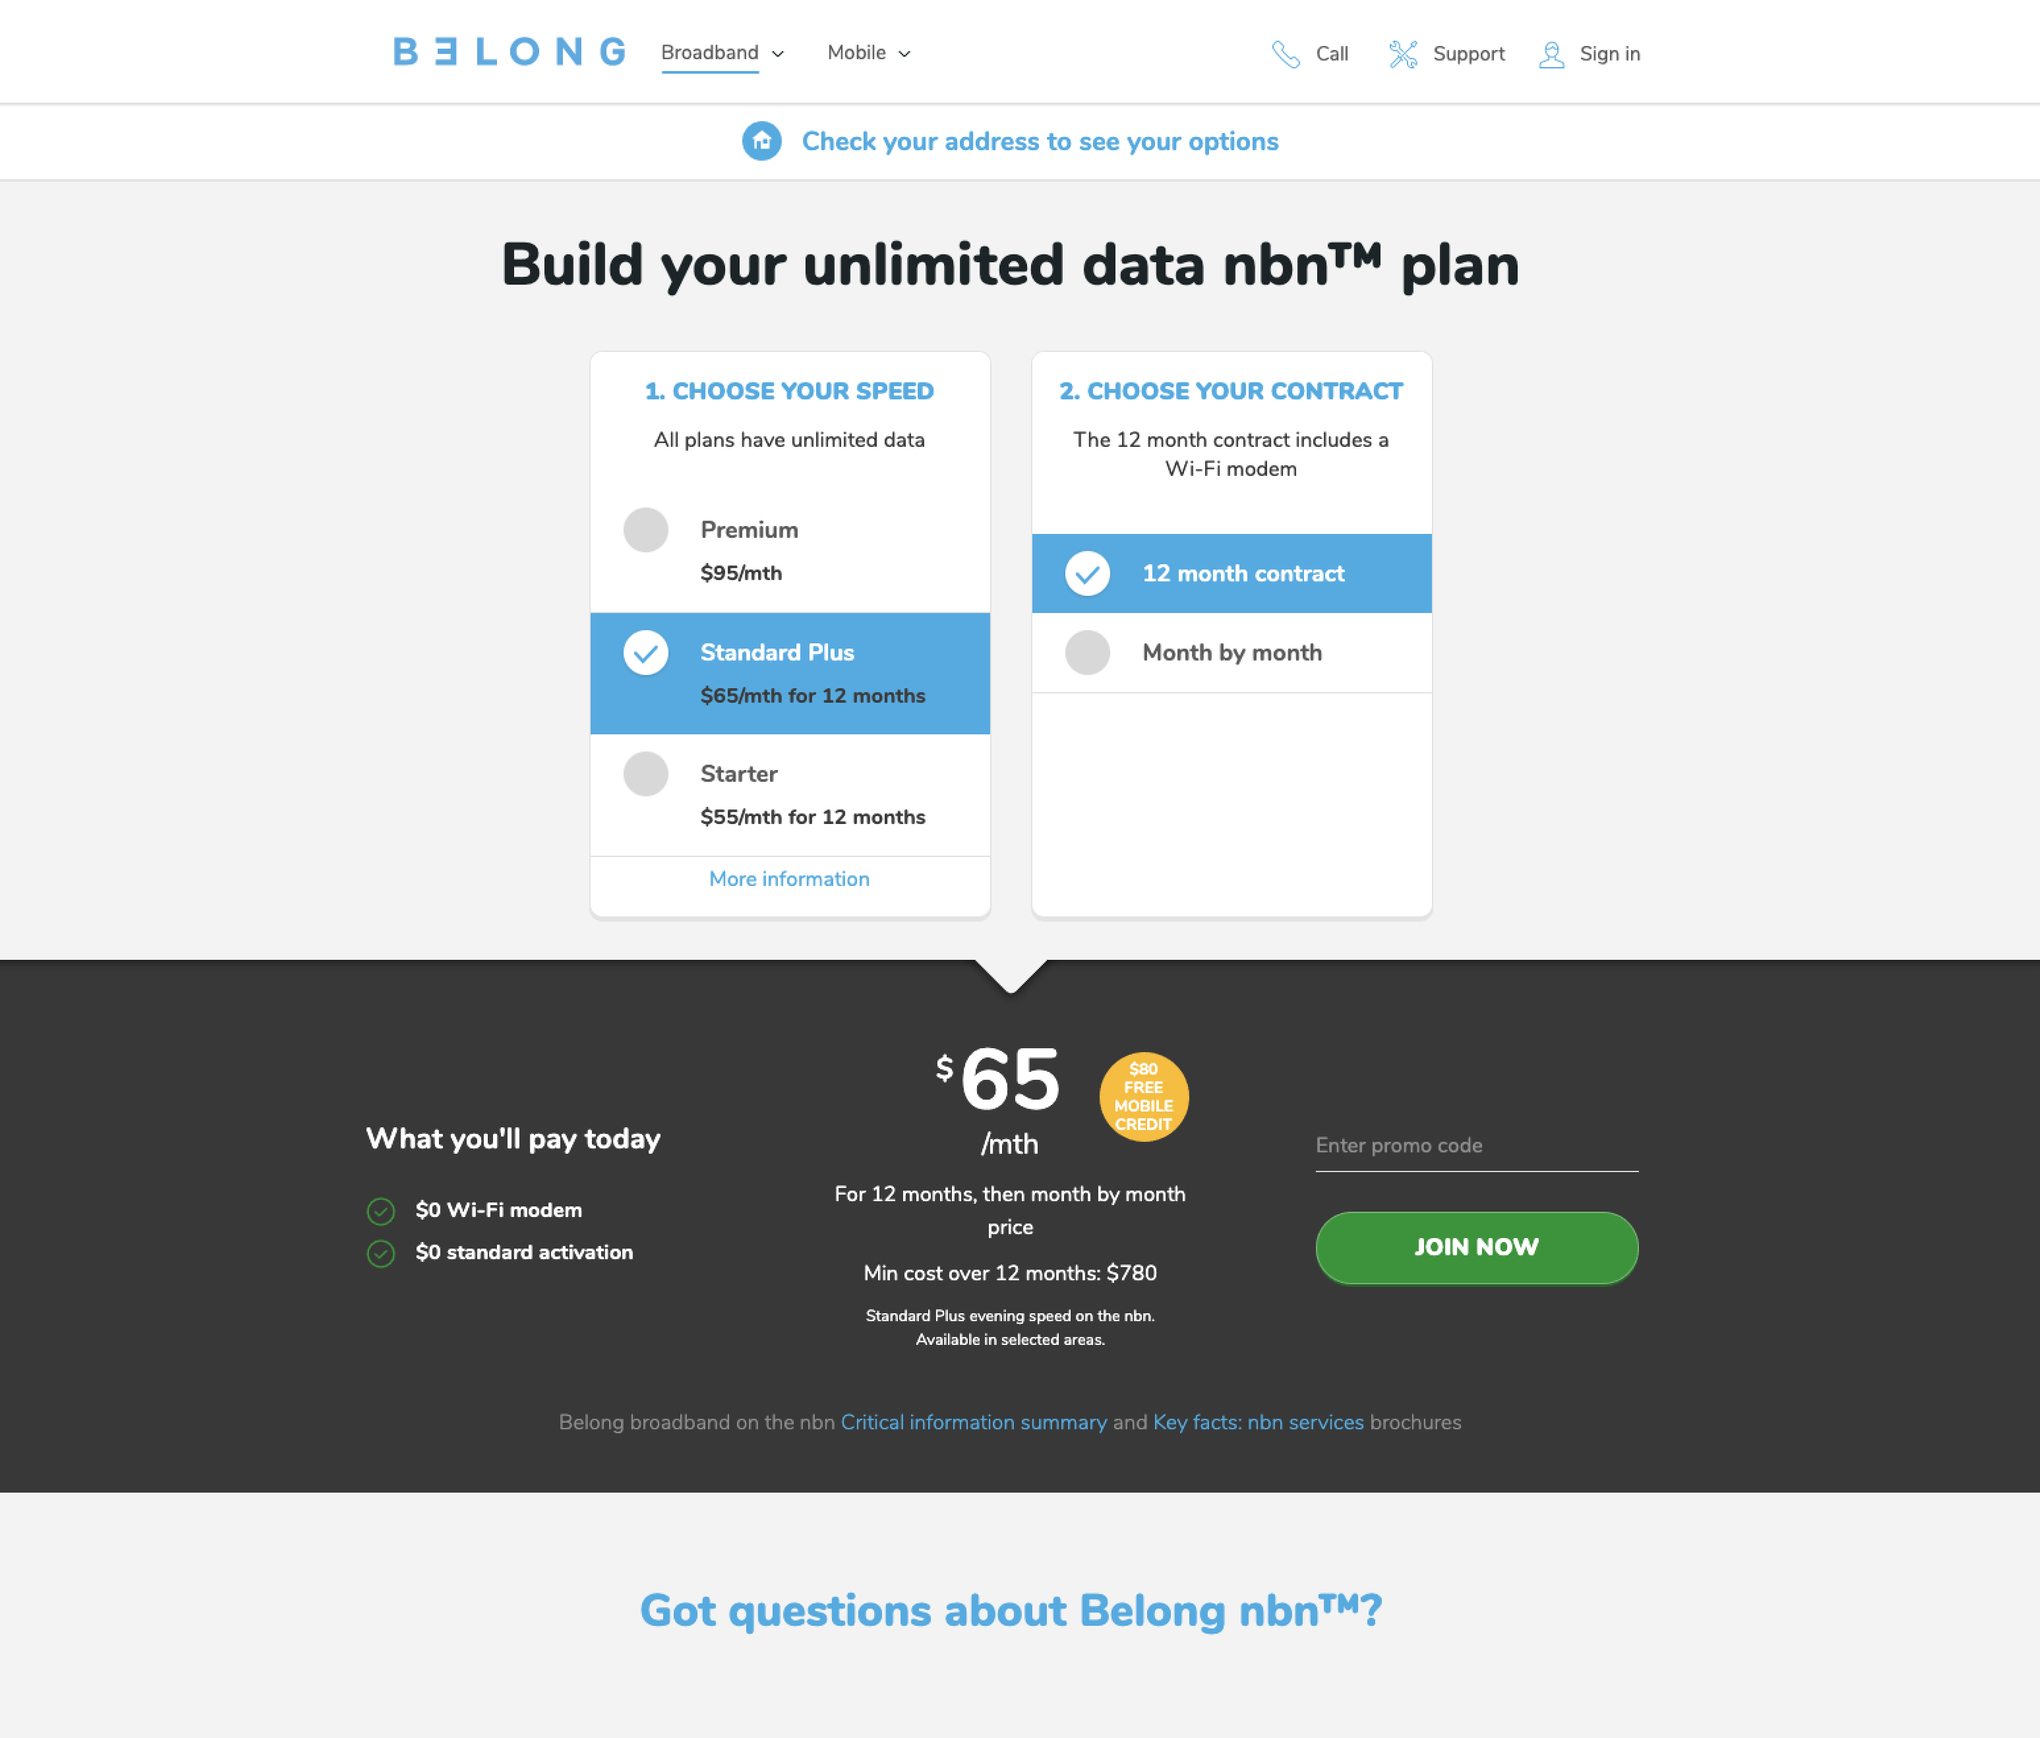 BƎLONG
Broadband
Mobile
Call
Support
Sign in
Check your address to see your options
Build your unlimited data nbn™ plan
1. CHOOSE YOUR SPEED
All plans have unlimited data
Premium
$95/mth
Standard Plus
$65/mth for 12 months
Starter
$55/mth for 12 months
More information
2. CHOOSE YOUR CONTRACT
The 12 month contract includes a
Wi-Fi modem
12 month contract
Month by month
What you'll pay today
$0 Wi-Fi modem
$0 standard activation
$65
/mth
$80
FREE
MOBILE
CREDIT
For 12 months, then month by month
price
Min cost over 12 months: $780
Standard Plus evening speed on the nbn.
Available in selected areas.
Enter promo code
JOIN NOW
Belong broadband on the nbn Critical information summary and Key facts: nbn services brochures
Got questions about Belong nbn™?